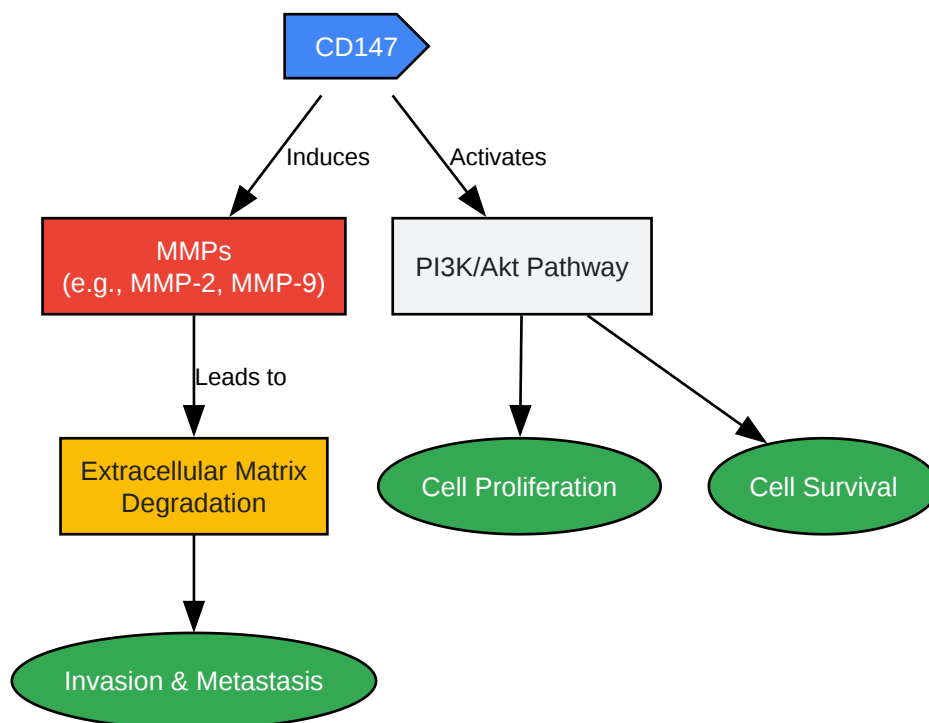 CD147
Induces
Activates
MMPs
(e.g., MMP-2, MMP-9)
PI3K/Akt Pathway
Leads to
Extracellular Matrix
Degradation
Cell Proliferation
Cell Survival
Invasion & Metastasis